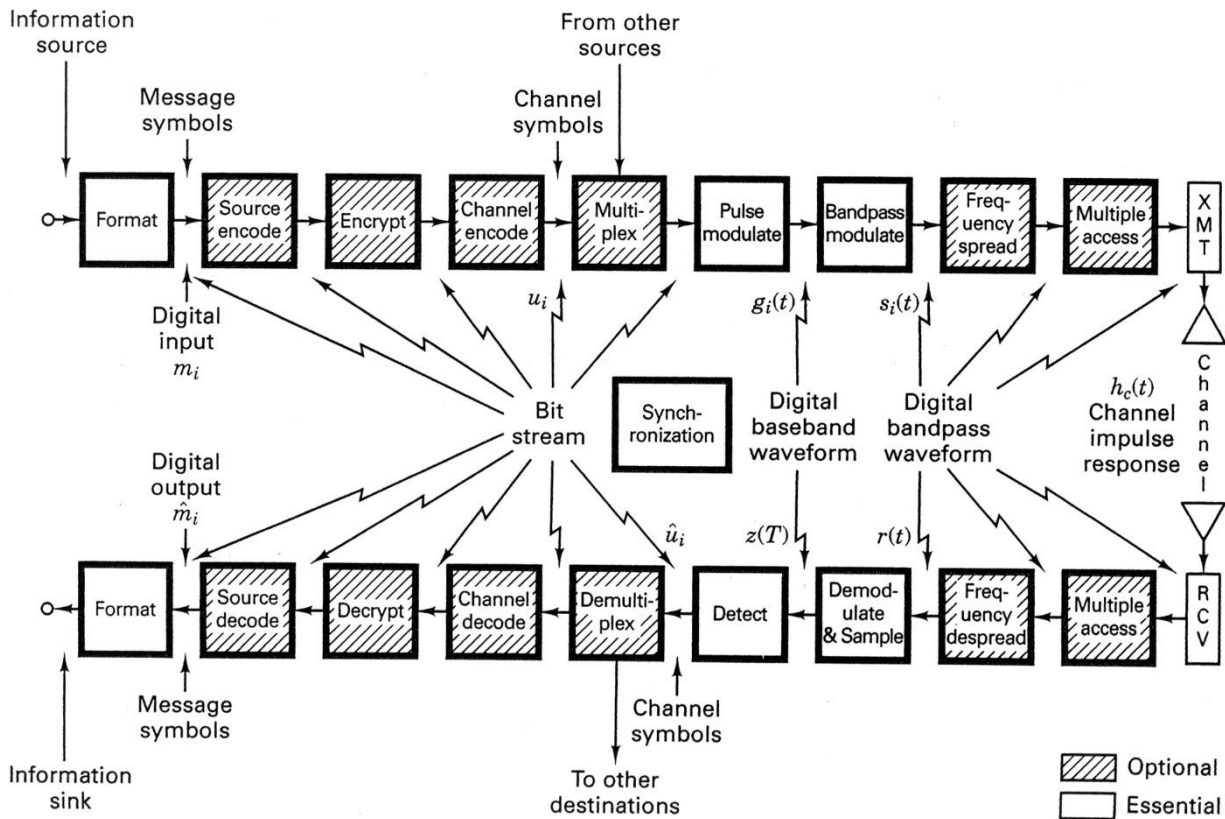 Information
source
From other
sources
Message
symbols
Channel
symbols
Format
Source
encode
Encrypt
Channel
encode
Multi-
plex
Pulse
modulate
Bandpass
modulate
Freq-
uency
spread
Multiple
access
X
M
T
Digital
input
m_i
u_i
g_i(t)
s_i(t)
Bit
stream
Synch-
ronization
Digital
baseband
waveform
Digital
bandpass
waveform
h_c(t)
Channel
impulse
response
C
h
a
n
n
e
l
Digital
output
m̂_i
û_i
z(T)
r(t)
Format
Source
decode
Decrypt
Channel
decode
Demulti-
plex
Detect
Demod-
ulate
& Sample
Freq-
uency
despread
Multiple
access
R
C
V
Message
symbols
Channel
symbols
Information
sink
To other
destinations
Optional
Essential